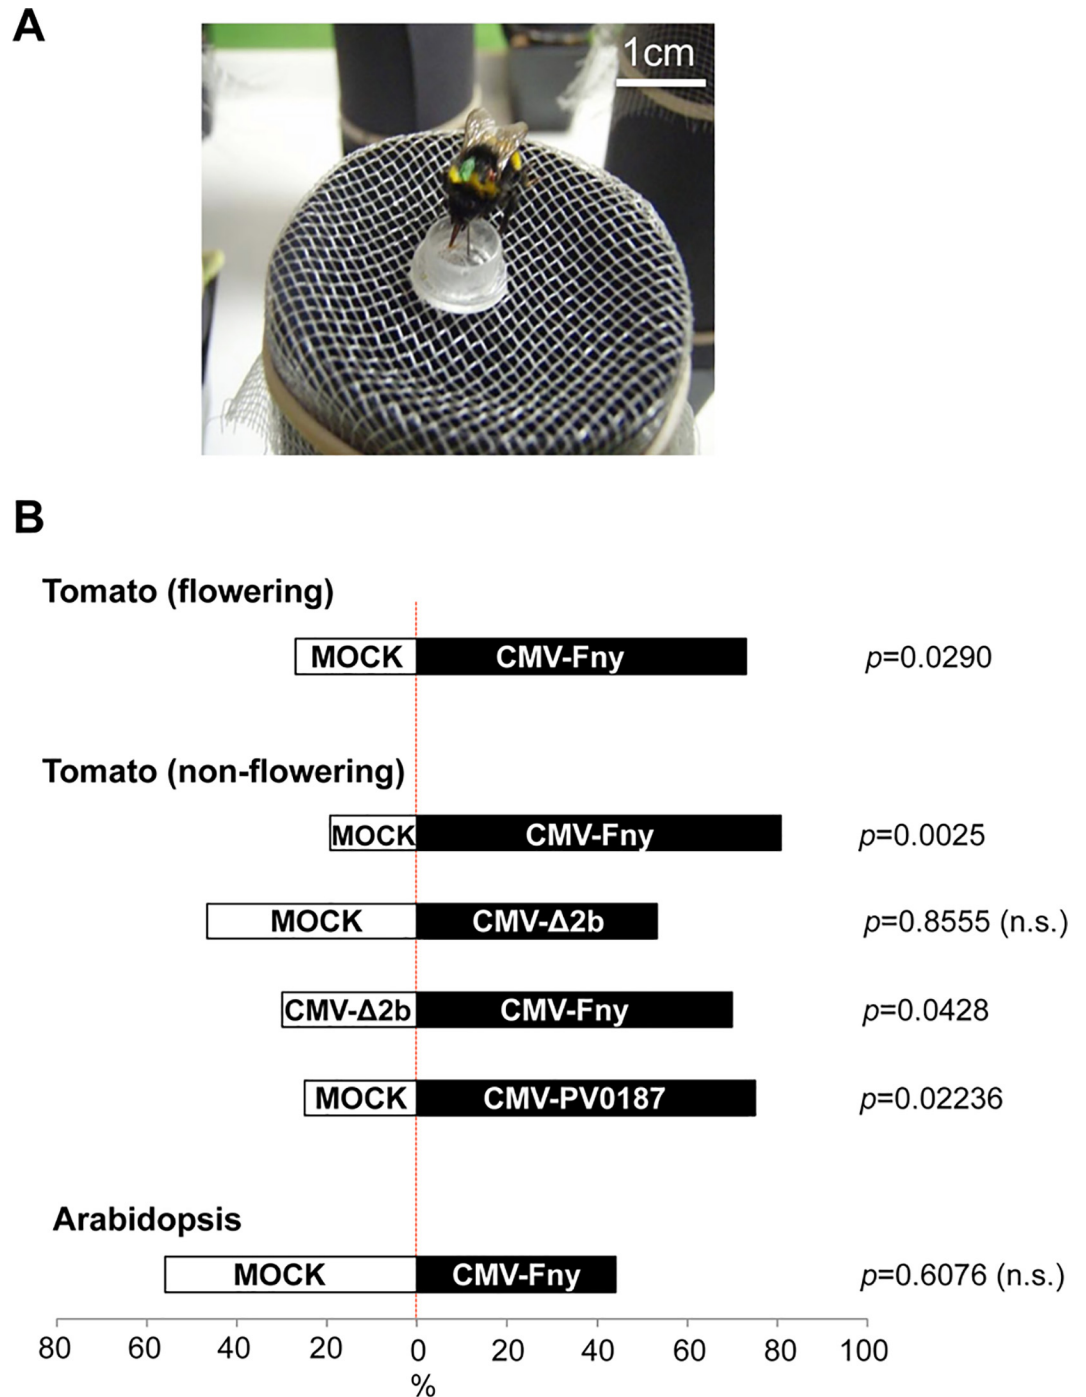 A
1cm
B
Tomato (flowering)
MOCK CMV-Fny p=0.0290
Tomato (non-flowering)
MOCK CMV-Fny p=0.0025
MOCK CMV-Δ2b p=0.8555 (n.s.)
CMV-Δ2b CMV-Fny p=0.0428
MOCK CMV-PV0187 p=0.02236
Arabidopsis
MOCK CMV-Fny p=0.6076 (n.s.)
80 60 40 20 0 20 40 60 80 100
%